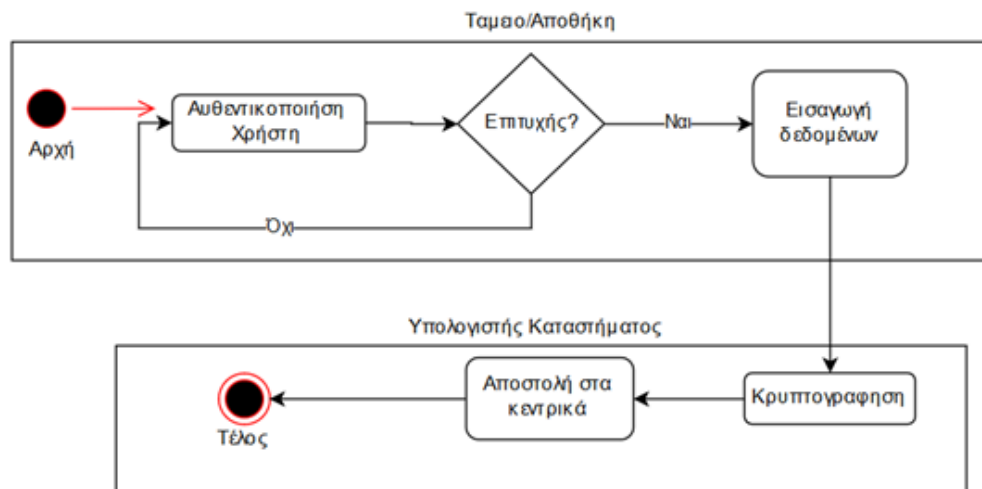 Ταμειο/Αποθήκη
Αρχή
Αυθεντικοποιήση
Χρήστη
Επιτυχής?
Ναι
Εισαγωγή
δεδομένων
Όχι
Υπολογιστής Καταστήματος
Κρυπτογραφηση
Αποστολή στα
κεντρικά
Τέλος